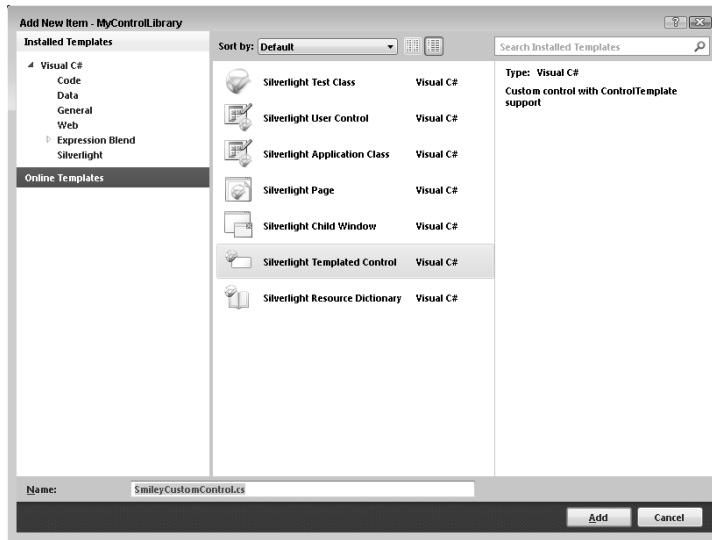 Add New Item - MyControlLibrary
Installed Templates
Visual C#
Code
Data
General
Web
Expression Blend
Silverlight
Online Templates
Sort by: Default
Silverlight Test Class Visual C#
Silverlight User Control Visual C#
Silverlight Application Class Visual C#
Silverlight Page Visual C#
Silverlight Child Window Visual C#
Silverlight Templated Control Visual C#
Silverlight Resource Dictionary Visual C#
Search Installed Templates
Type: Visual C#
Custom control with ControlTemplate
support
Name: SmileyCustomControl.cs
Add Cancel